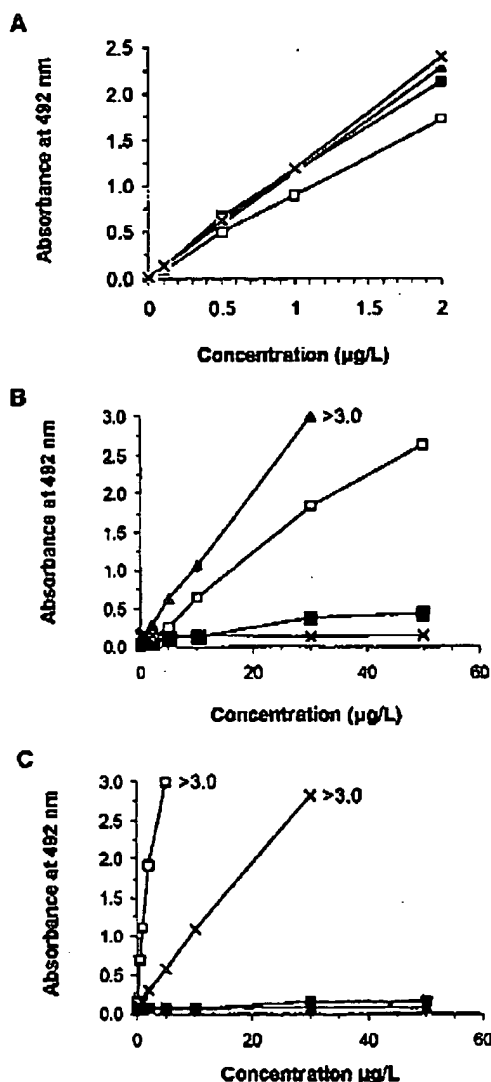 A
Absorbance at 492 nm
2.5
2.0
1.5
1.0
0.5
0.0
0 0.5 1 1.5 2
Concentration (µg/L)
B
Absorbance at 492 nm
3.0
2.5
2.0
1.5
1.0
0.5
0.0
>3.0
0 20 40 60
Concentration (µg/L)
C
Absorbance at 492 nm
3.0
2.5
2.0
1.5
1.0
0.5
0.0
>3.0 >3.0
0 20 40 60
Concentration µg/L